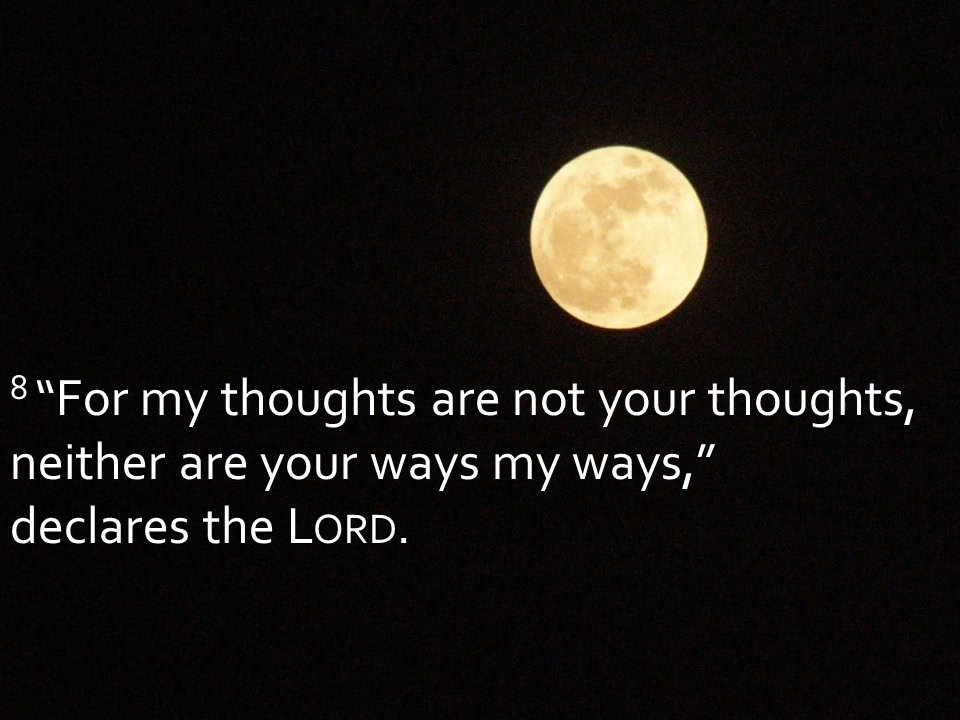 8 “For my thoughts are not your thoughts,
neither are your ways my ways,”
declares the LORD.